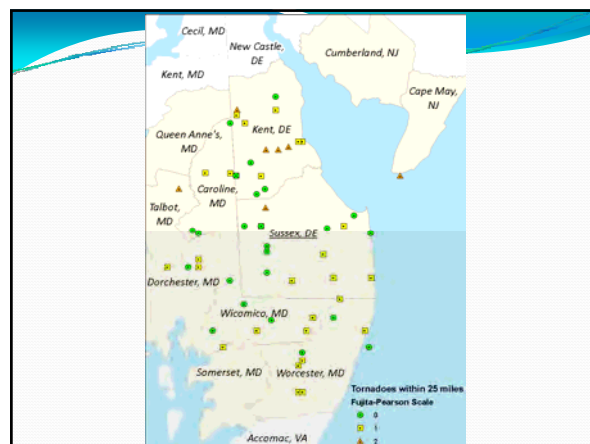 Cecil, MD
New Castle,
DE
Cumberland, NJ
Kent, MD
Cape May,
NJ
Queen Anne's,
MD
Kent, DE
Caroline,
MD
Talbot,
MD
Sussex, DE
Dorchester, MD
Wicomico, MD
Somerset, MD
Worcester, MD
Tornadoes within 25 miles
Fujita-Pearson Scale
0
1
2
Accomac, VA